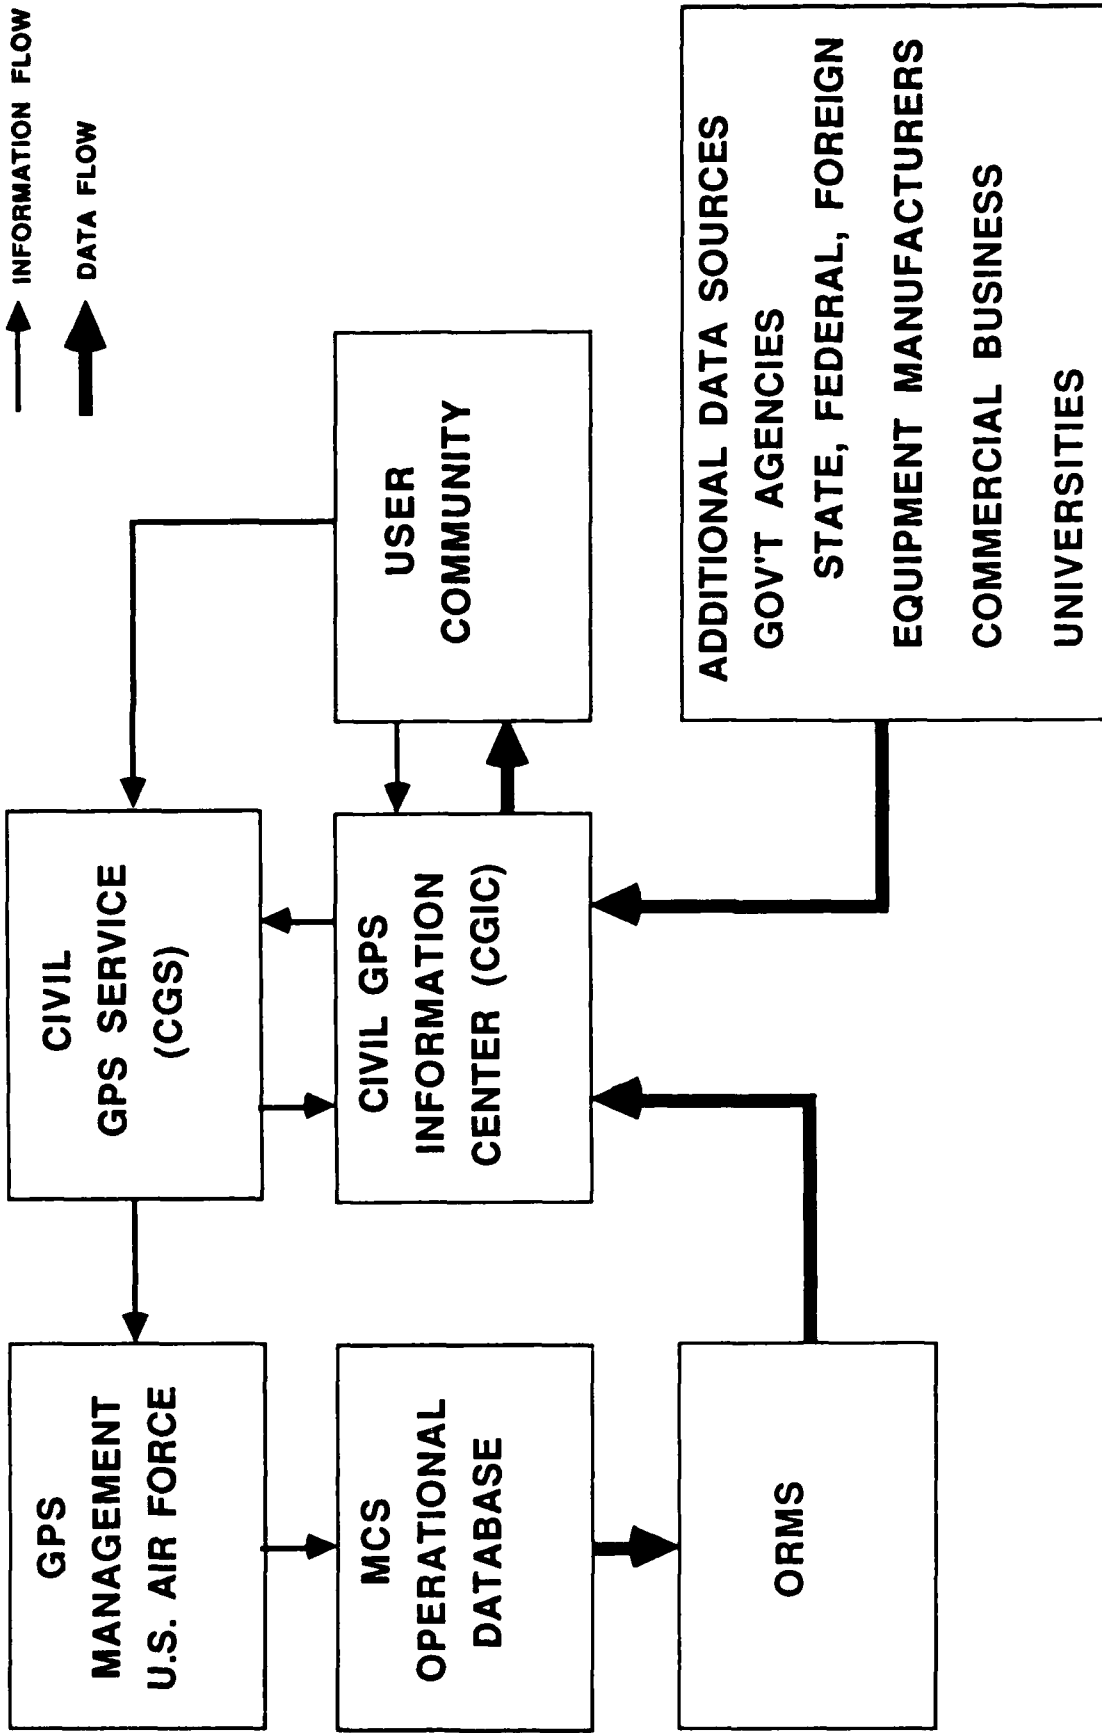 INFORMATION FLOW
DATA FLOW
GPS
MANAGEMENT
U.S. AIR FORCE
CIVIL
GPS SERVICE
(CGS)
MCS
OPERATIONAL
DATABASE
CIVIL GPS
INFORMATION
CENTER (CGIC)
USER
COMMUNITY
ORMS
ADDITIONAL DATA SOURCES
GOV'T AGENCIES
STATE, FEDERAL, FOREIGN
EQUIPMENT MANUFACTURERS
COMMERCIAL BUSINESS
UNIVERSITIES